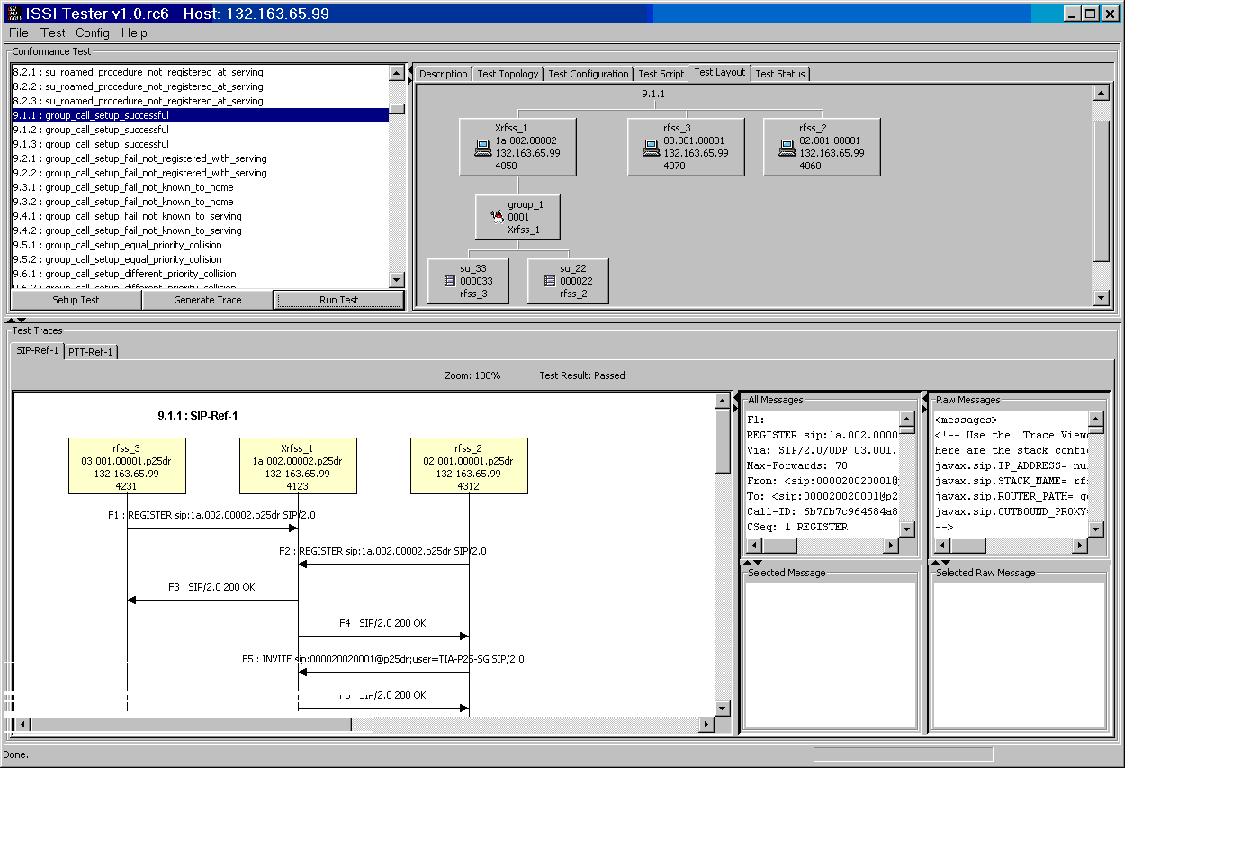 ISSI Tester v1.0.rc6 Host: 132.163.65.99
File Test Config Help
Conformance Test
8.2.1 : su_roamed_procedure_not_registered_at_serving
8.2.2 : su_roamed_procedure_not_registered_at_serving
8.2.3 : su_roamed_procedure_not_registered_at_serving
9.1.1 : group_call_setup_successful
9.1.2 : group_call_setup_successful
9.1.3 : group_call_setup_successful
9.2.1 : group_call_setup_fail_not_registered_with_serving
9.2.2 : group_call_setup_fail_not_registered_with_serving
9.3.1 : group_call_setup_fail_not_known_to_home
9.3.2 : group_call_setup_fail_not_known_to_home
9.4.1 : group_call_setup_fail_not_known_to_serving
9.4.2 : group_call_setup_fail_not_known_to_serving
9.5.1 : group_call_setup_equal_priority_collision
9.5.2 : group_call_setup_equal_priority_collision
9.6.1 : group_call_setup_different_priority_collision
Setup Test Generate Trace Run Test
Description Test Topology Test Configuration Test Script Test Layout Test Status
9.1.1
Xrfss_1
1a.002.00002
132.163.65.99
4050
rfss_3
03.001.00001
132.163.65.99
4070
rfss_2
02.001.00001
132.163.65.99
4060
group_1
0001
Xrfss_1
su_33
000033
rfss_3
su_22
000022
rfss_2
Test Traces
SIP-Ref-1 PTT-Ref-1
Zoom: 100% Test Result: Passed
9.1.1 : SIP-Ref-1
rfss_3
03.001.00001.p25dr
132.163.65.99
4231
Xrfss_1
1a.002.00002.p25dr
132.163.65.99
4123
rfss_2
02.001.00001.p25dr
132.163.65.99
4312
F1 : REGISTER sip:1a.002.00002.p25dr SIP/2.0
F2 : REGISTER sip:1a.002.00002.p25dr SIP/2.0
F3 : SIP/2.0 200 OK
F4 : SIP/2.0 200 OK
F5 : INVITE sip:000020020001@p25dr;user=TIA-P25-SG SIP/2.0
SIP/2.0 200 OK
All Messages
F1:
REGISTER sip:1a.002.0000
Via: SIP/2.0/UDP 03.001.
Max-Forwards: 70
From: <sip:000020020001@
To: <sip:000020020001@p2
Call-ID:
CSeq: 1 REGISTER
Raw Messages
<messages>
<!-- Use the Trace View
here are the stack confi
javax.sip.IP_ADDRESS= nu
javax.sip.STACK_NAME= rf
javax.sip.ROUTER_PATH= g
javax.sip.OUTBOUND_PROXY
-->
Selected Message
Selected Raw Message
Done.